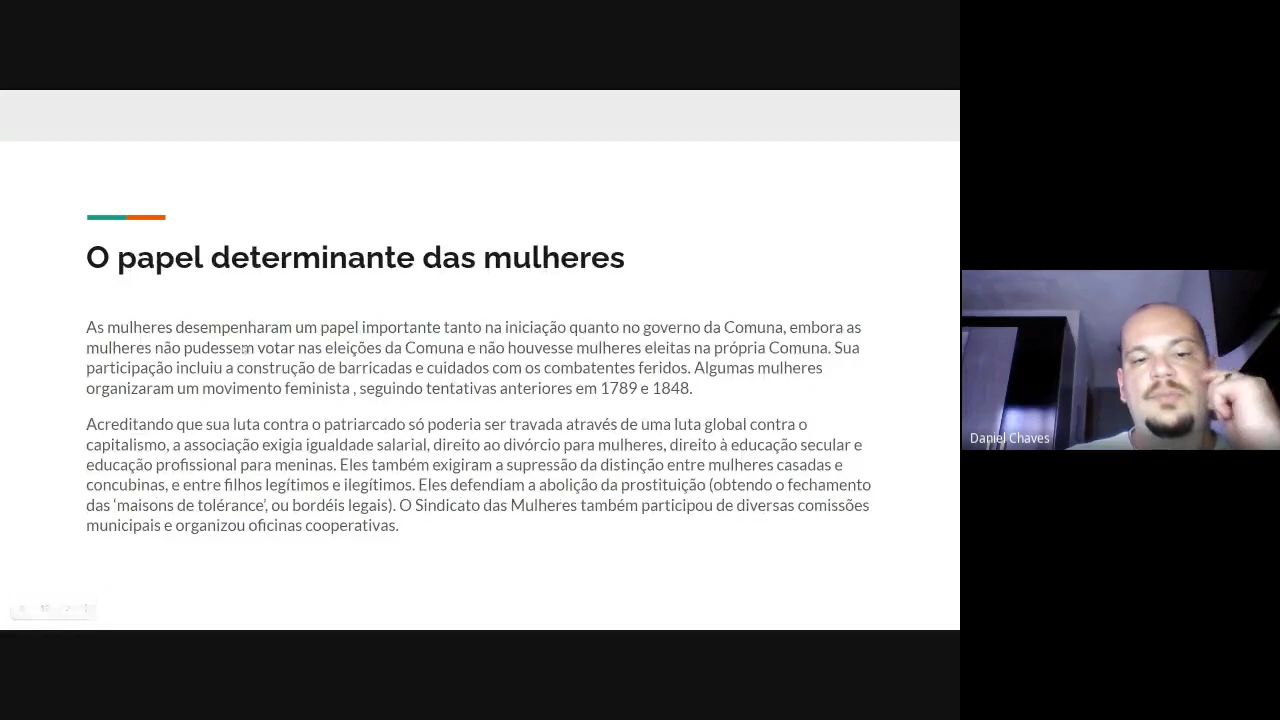 O papel determinante das mulheres
As mulheres desempenharam um papel importante tanto na iniciação quanto no governo da Comuna, embora as
mulheres não pudessem votar nas eleições da Comuna e não houvesse mulheres eleitas na própria Comuna. Sua
participação incluiu a construção de barricadas e cuidados com os combatentes feridos. Algumas mulheres
organizaram um movimento feminista , seguindo tentativas anteriores em 1789 e 1848.
Acreditando que sua luta contra o patriarcado só poderia ser travada através de uma luta global contra o
capitalismo, a associação exigia igualdade salarial, direito ao divórcio para mulheres, direito à educação secular e
educação profissional para meninas. Eles também exigiram a supressão da distinção entre mulheres casadas e
concubinas, e entre filhos legítimos e ilegítimos. Eles defendiam a abolição da prostituição (obtendo o fechamento
das ‘maisons de tolérance’, ou bordéis legais). O Sindicato das Mulheres também participou de diversas comissões
municipais e organizou oficinas cooperativas.
Daniel Chaves